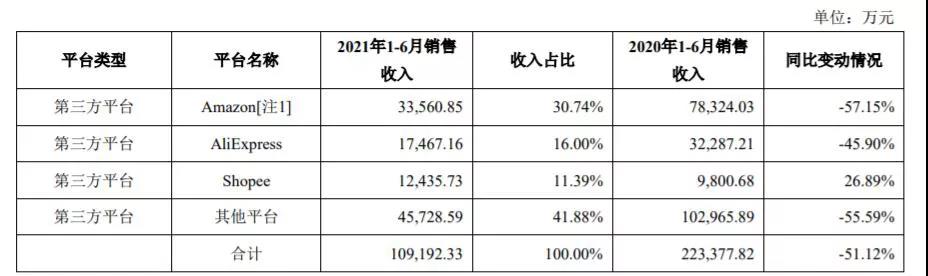 单位：万元
平台类型 平台名称 2021年1-6月销售收入 收入占比 2020年1-6月销售收入 同比变动情况
第三方平台 Amazon[注1] 33,560.85 30.74% 78,324.03 -57.15%
第三方平台 AliExpress 17,467.16 16.00% 32,287.21 -45.90%
第三方平台 Shopee 12,435.73 11.39% 9,800.68 26.89%
第三方平台 其他平台 45,728.59 41.88% 102,965.89 -55.59%
合计 109,192.33 100.00% 223,377.82 -51.12%